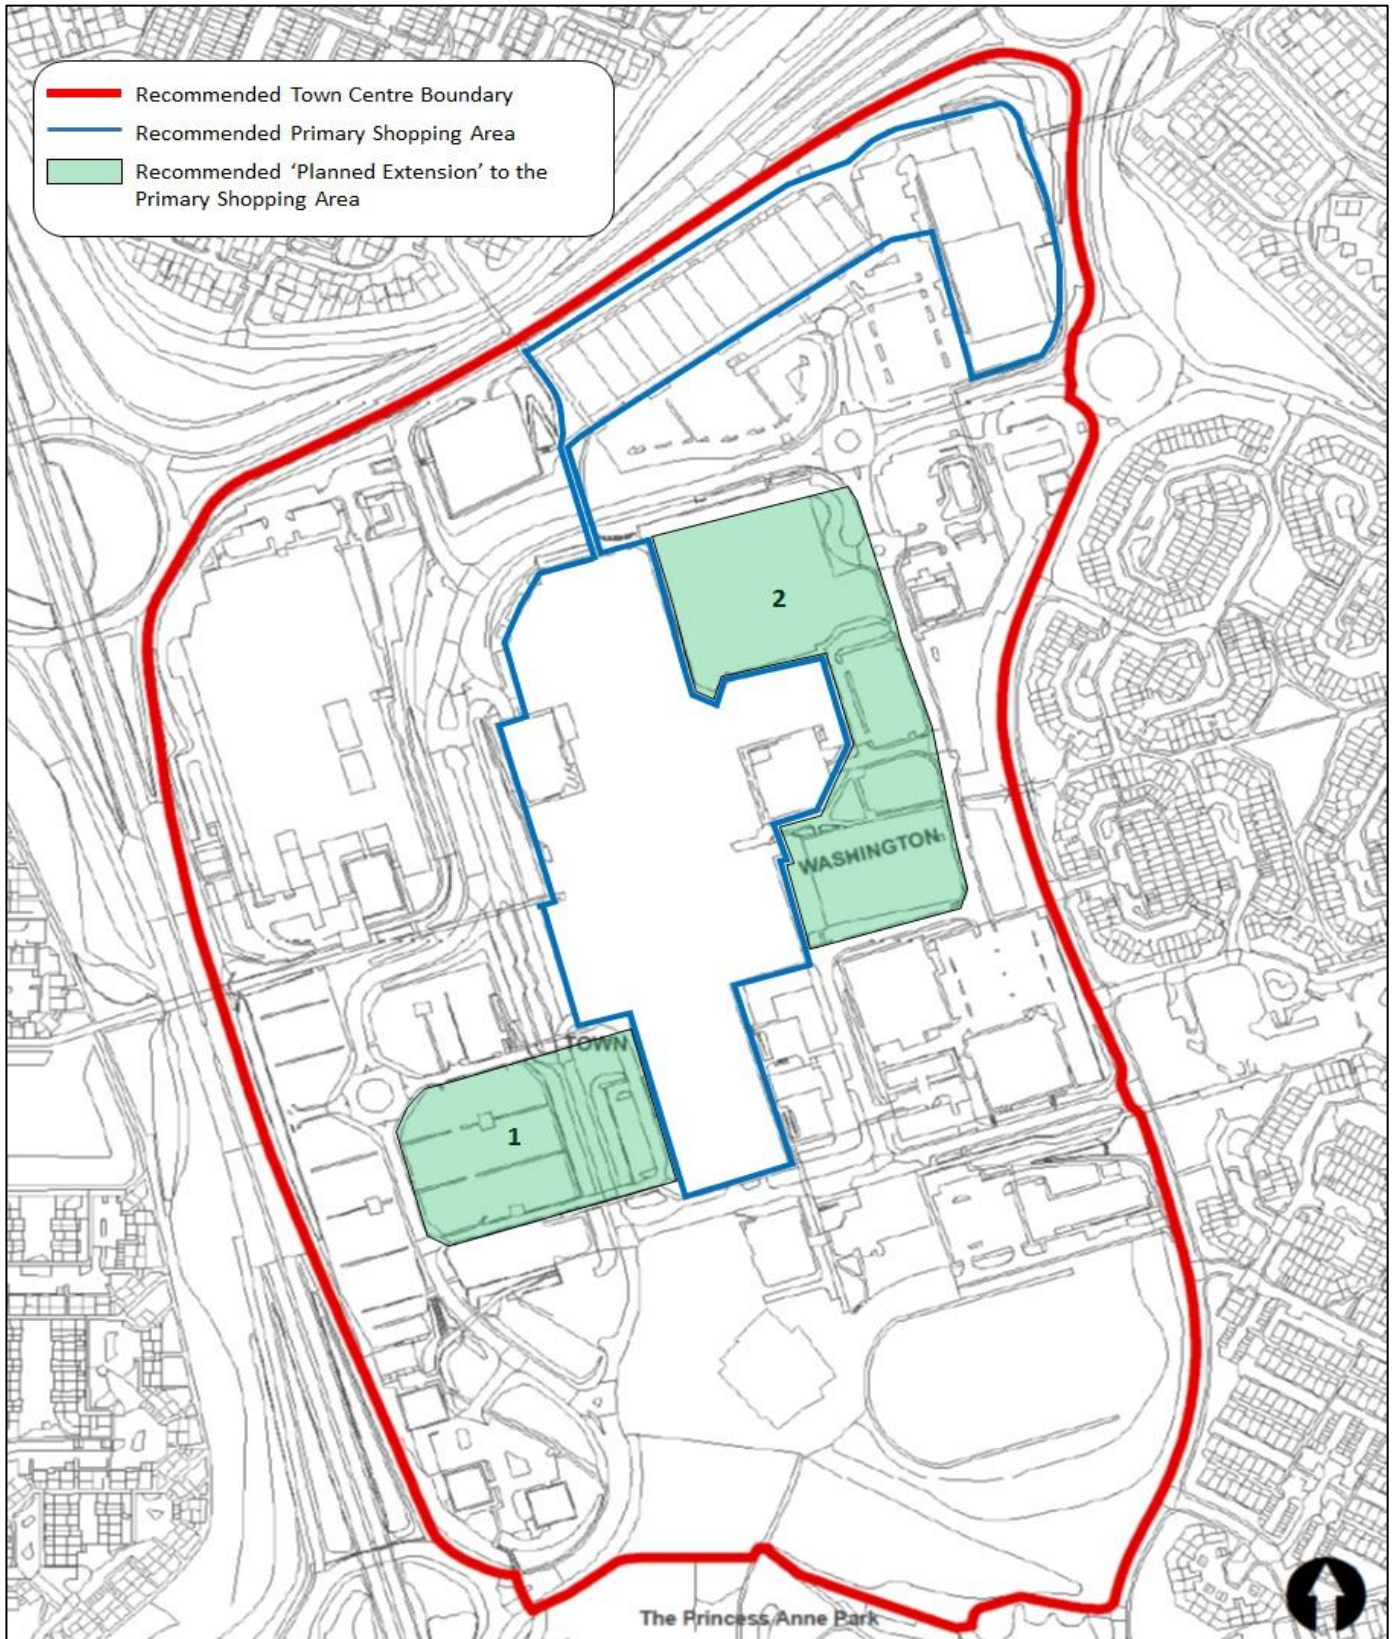 Recommended Town Centre Boundary
Recommended Primary Shopping Area
Recommended ‘Planned Extension’ to the
Primary Shopping Area
2
WASHINGTON
TOWN
1
The Princess Anne Park